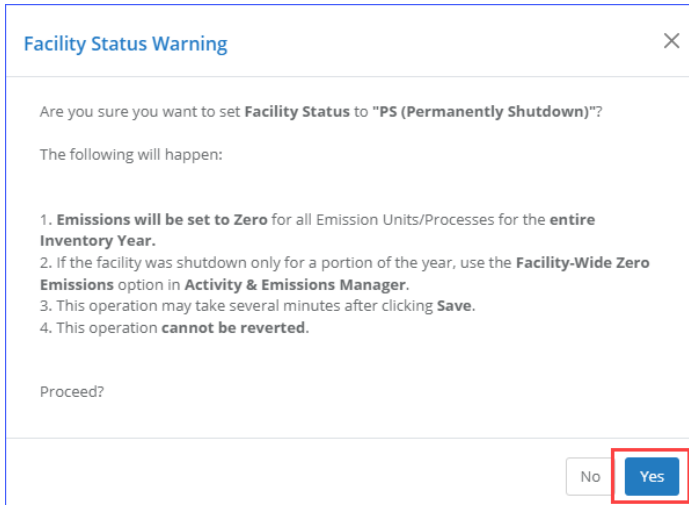 Facility Status Warning
Are you sure you want to set Facility Status to "PS (Permanently Shutdown)"?
The following will happen:
1. Emissions will be set to Zero for all Emission Units/Processes for the entire
Inventory Year.
2. If the facility was shutdown only for a portion of the year, use the Facility-Wide Zero
Emissions option in Activity & Emissions Manager.
3. This operation may take several minutes after clicking Save.
4. This operation cannot be reverted.
Proceed?
No Yes